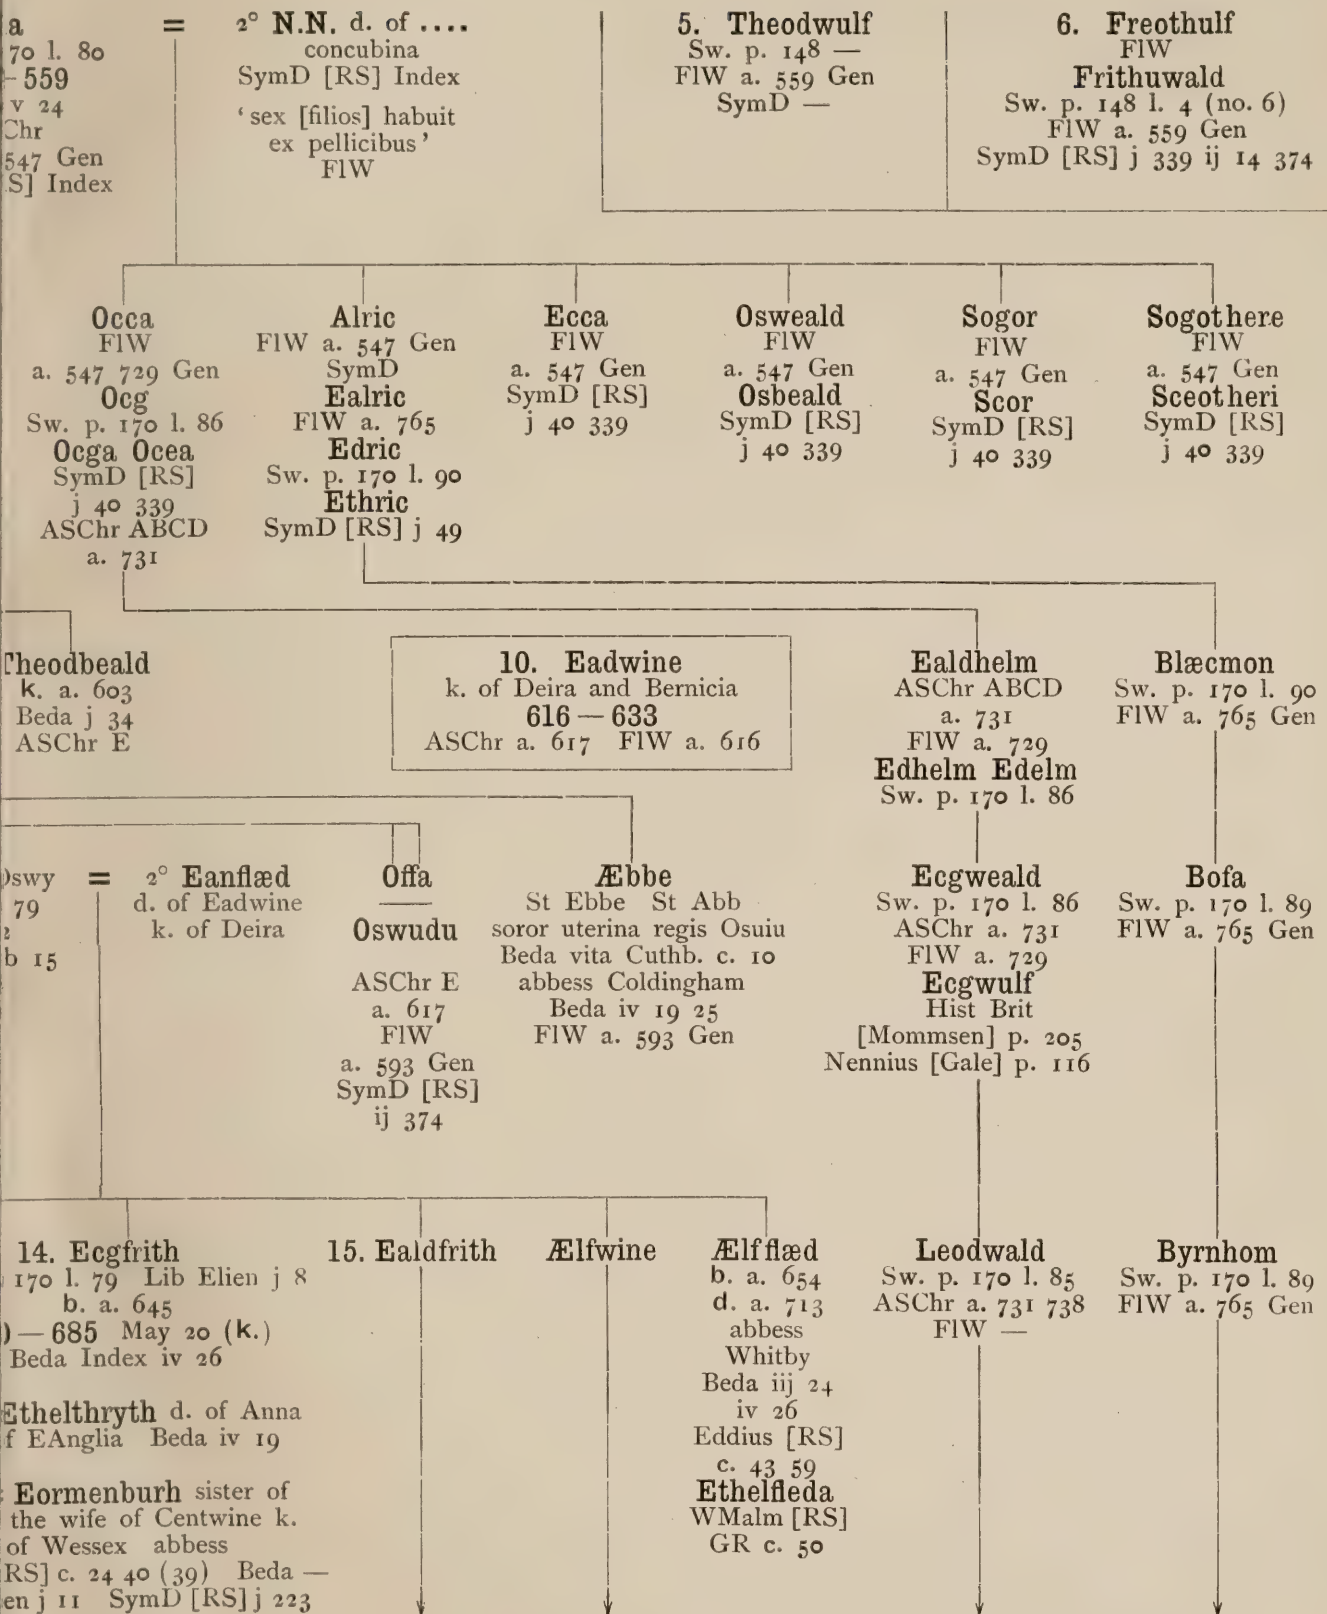 a = 2° N.N. d. of ....
70 l. 80
– 559
v 24
Chr
547 Gen
S] Index
concubina
SymD [RS] Index
‘ sex [filios] habuit
ex pellicibus ’
FlW
5. Theodwulf
Sw. p. 148 —
FlW a. 559 Gen
SymD —
6. Freothulf
FlW
Frithuwald
Sw. p. 148 l. 4 (no. 6)
FlW a. 559 Gen
SymD [RS] j 339 ij 14 374
Occa
FlW
a. 547 729 Gen
Ocg
Sw. p. 170 l. 86
Ocga Ocea
SymD [RS]
j 40 339
ASChr ABCD
a. 731
Alric
FlW a. 547 Gen
SymD
Ealric
FlW a. 765
Edric
Sw. p. 170 l. 90
Ethric
SymD [RS] j 49
Ecca
FlW
a. 547 Gen
SymD [RS]
j 40 339
Osweald
FlW
a. 547 Gen
Osbeald
SymD [RS]
j 40 339
Sogor
FlW
a. 547 Gen
Scor
SymD [RS]
j 40 339
Sogothere
FlW
a. 547 Gen
Sceotheri
SymD [RS]
j 40 339
Theodbeald
k. a. 603
Beda j 34
ASChr E
10. Eadwine
k. of Deira and Bernicia
616 — 633
ASChr a. 617 FlW a. 616
Ealdhelm
ASChr ABCD
a. 731
FlW a. 729
Edhelm Edelm
Sw. p. 170 l. 86
Blæcmon
Sw. p. 170 l. 90
FlW a. 765 Gen
Oswy = 2° Eanflæd
79
b 15
d. of Eadwine
k. of Deira
Offa
Oswudu
ASChr E
a. 617
FlW
a. 593 Gen
SymD [RS]
ij 374
Æbbe
St Ebbe St Abb
soror uterina regis Osuiu
Beda vita Cuthb. c. 10
abbess Coldingham
Beda iv 19 25
FlW a. 593 Gen
Ecgweald
Sw. p. 170 l. 86
ASChr a. 731
FlW a. 729
Ecgwulf
Hist Brit
[Mommsen] p. 205
Nennius [Gale] p. 116
Bofa
Sw. p. 170 l. 89
FlW a. 765 Gen
14. Ecgfrith
170 l. 79 Lib Elien j 8
b. a. 645
) — 685 May 20 (k.)
Beda Index iv 26
Ethelthryth d. of Anna
f EAnglia Beda iv 19
Eormenburh sister of
the wife of Centwine k.
of Wessex abbess
RS] c. 24 40 (39) Beda —
en j 11 SymD [RS] j 223
15. Ealdfrith
Ælfwine
Ælfflæd
b. a. 654
d. a. 713
abbess
Whitby
Beda iij 24
iv 26
Eddius [RS]
c. 43 59
Ethelfleda
WMalm [RS]
GR c. 50
Leodwald
Sw. p. 170 l. 85
ASChr a. 731 738
FlW —
Byrnhom
Sw. p. 170 l. 89
FlW a. 765 Gen